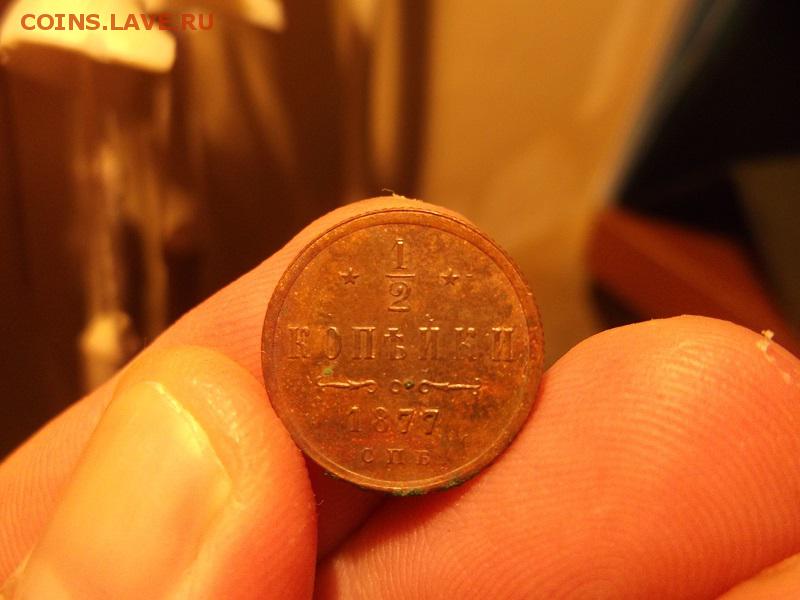 COINS.LAVE.RU
★ 1/2 ★
КОПѢЙКИ
1877
СПБ